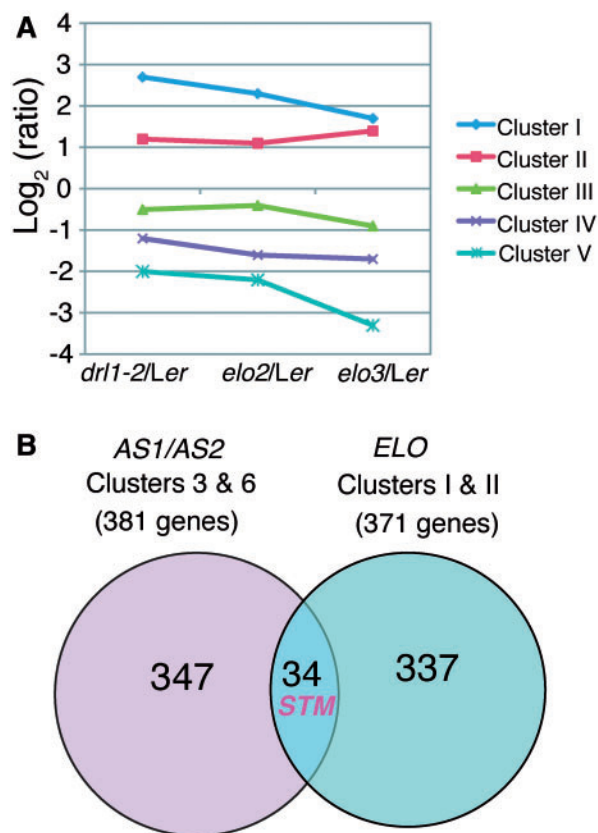 A
Log2 (ratio)
4
3
2
1
0
-1
-2
-3
-4
drl1-2/Ler
elo2/Ler
elo3/Ler
Cluster I
Cluster II
Cluster III
Cluster IV
Cluster V
B
AS1/AS2
Clusters 3 & 6
(381 genes)
ELO
Clusters I & II
(371 genes)
347
34
STM
337